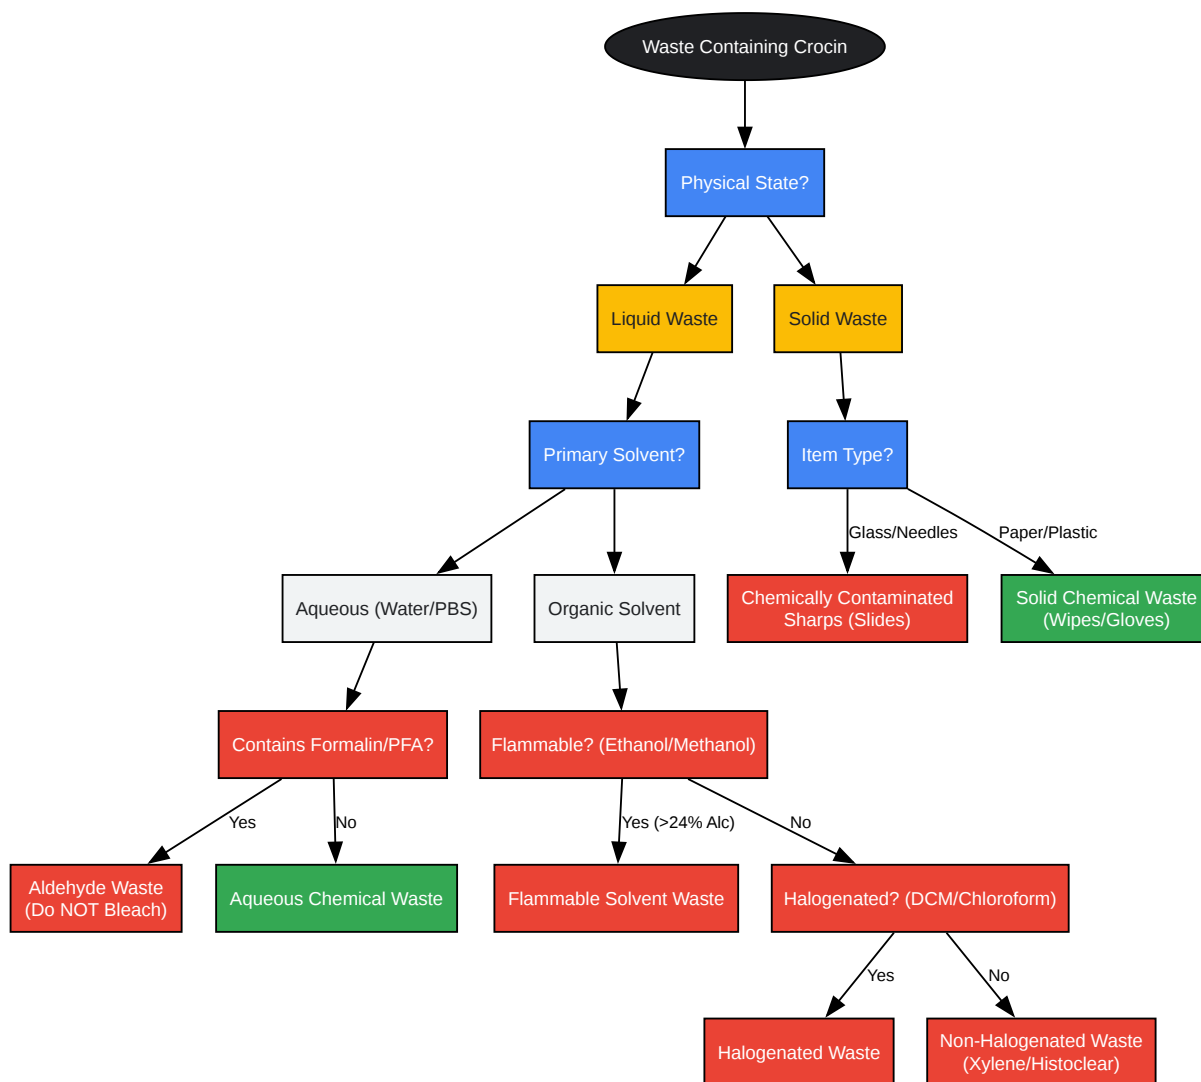 Waste Containing Crocin
Physical State?
Liquid Waste
Solid Waste
Primary Solvent?
Item Type?
Glass/Needles
Paper/Plastic
Aqueous (Water/PBS)
Organic Solvent
Chemically Contaminated
Sharps (Slides)
Solid Chemical Waste
(Wipes/Gloves)
Contains Formalin/PFA?
Flammable? (Ethanol/Methanol)
Yes
No
Yes (>24% Alc)
No
Aldehyde Waste
(Do NOT Bleach)
Aqueous Chemical Waste
Flammable Solvent Waste
Halogenated? (DCM/Chloroform)
Yes
No
Halogenated Waste
Non-Halogenated Waste
(Xylene/Histoclear)